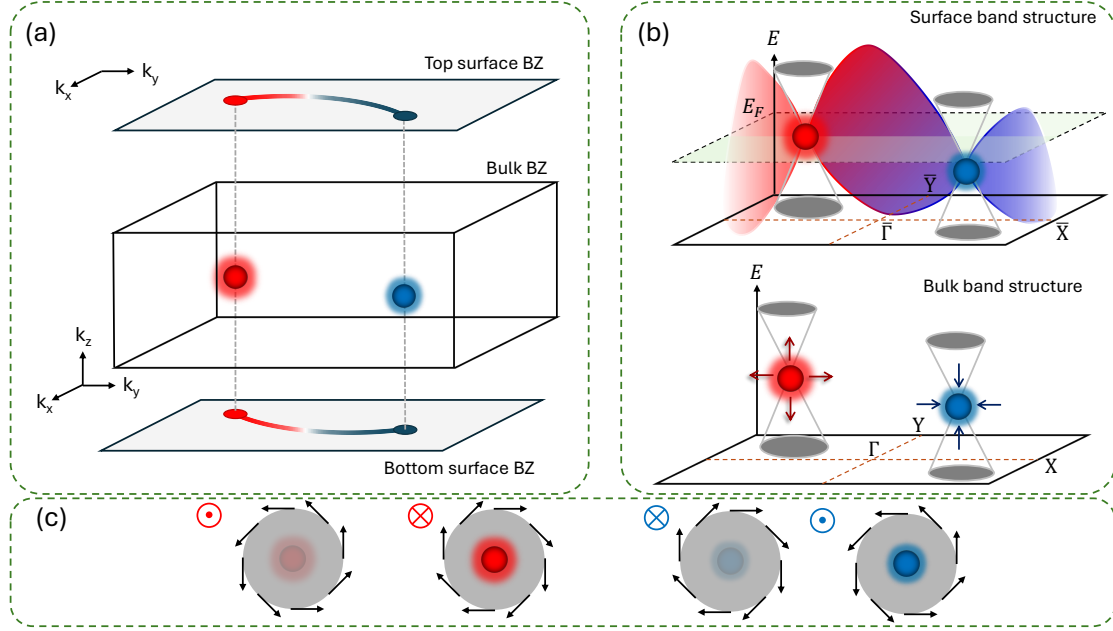 (a)
k_x
k_y
Top surface BZ
Bulk BZ
k_z
k_y
k_x
Bottom surface BZ
(b)
Surface band structure
E
E_F
Y̅
Γ̅
X̅
E
Bulk band structure
Y
Γ
X
(c)